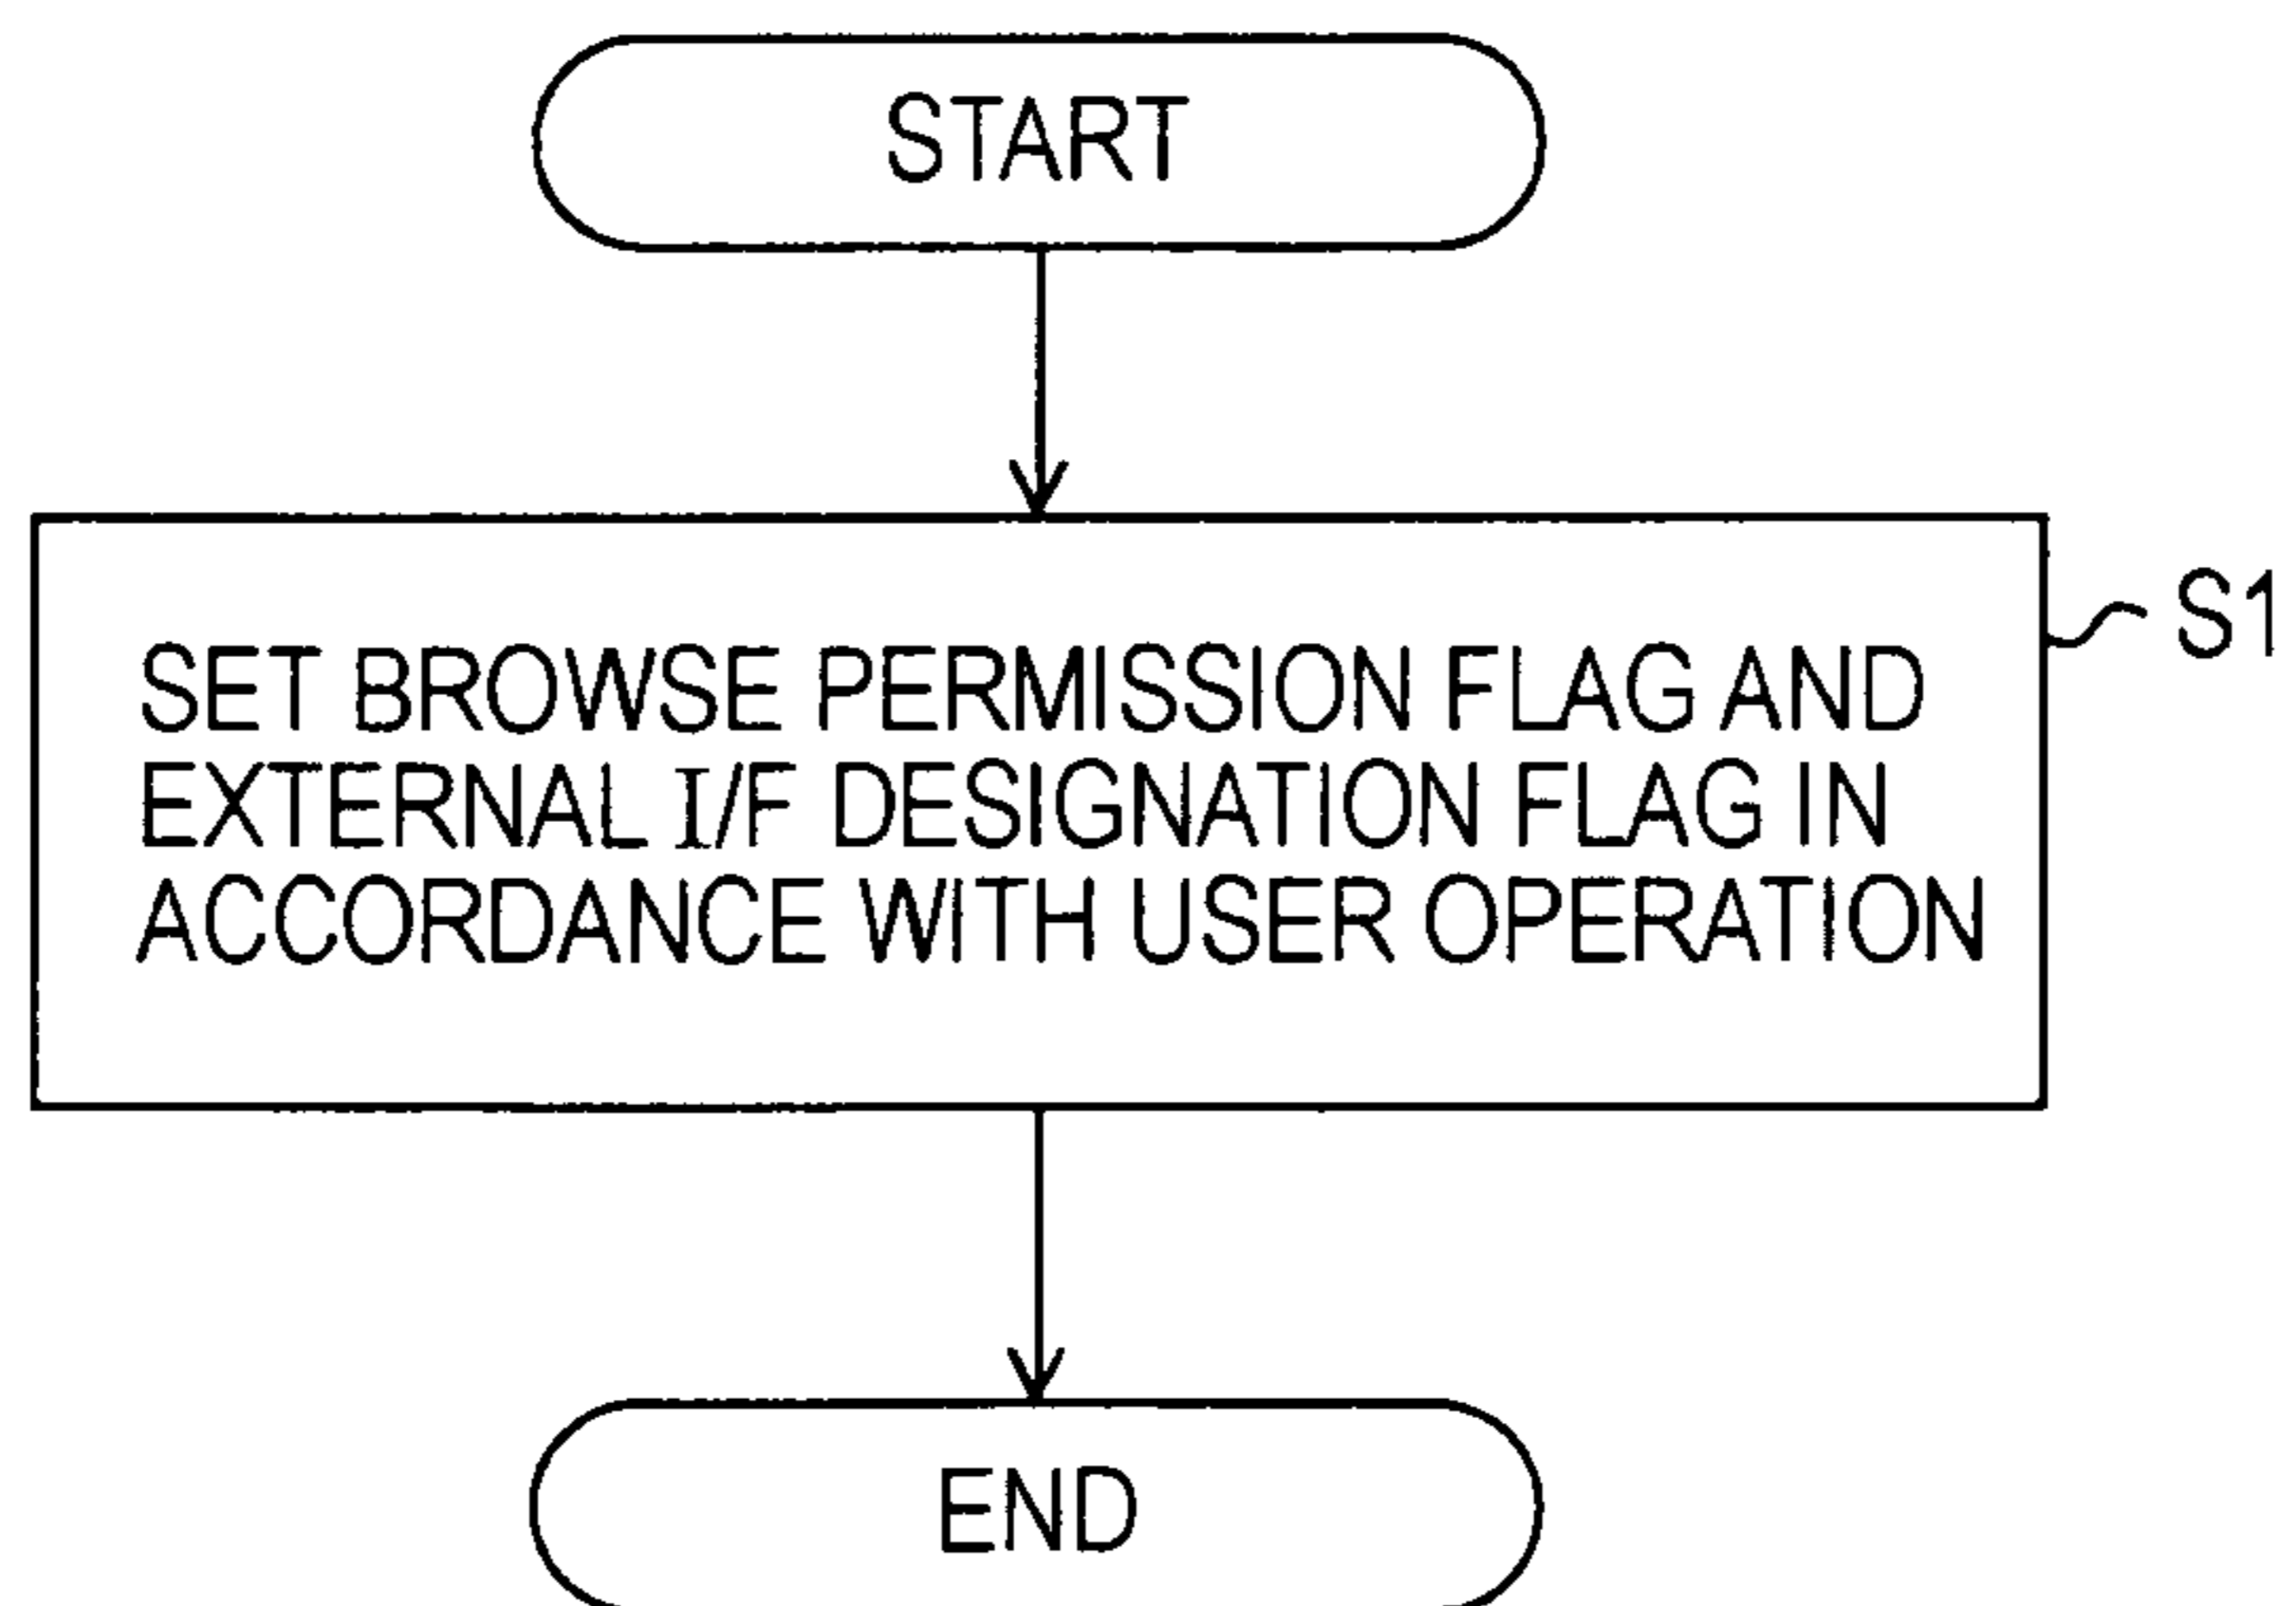 START
S1
SET BROWSE PERMISSION FLAG AND
EXTERNAL I/F DESIGNATION FLAG IN
ACCORDANCE WITH USER OPERATION
END